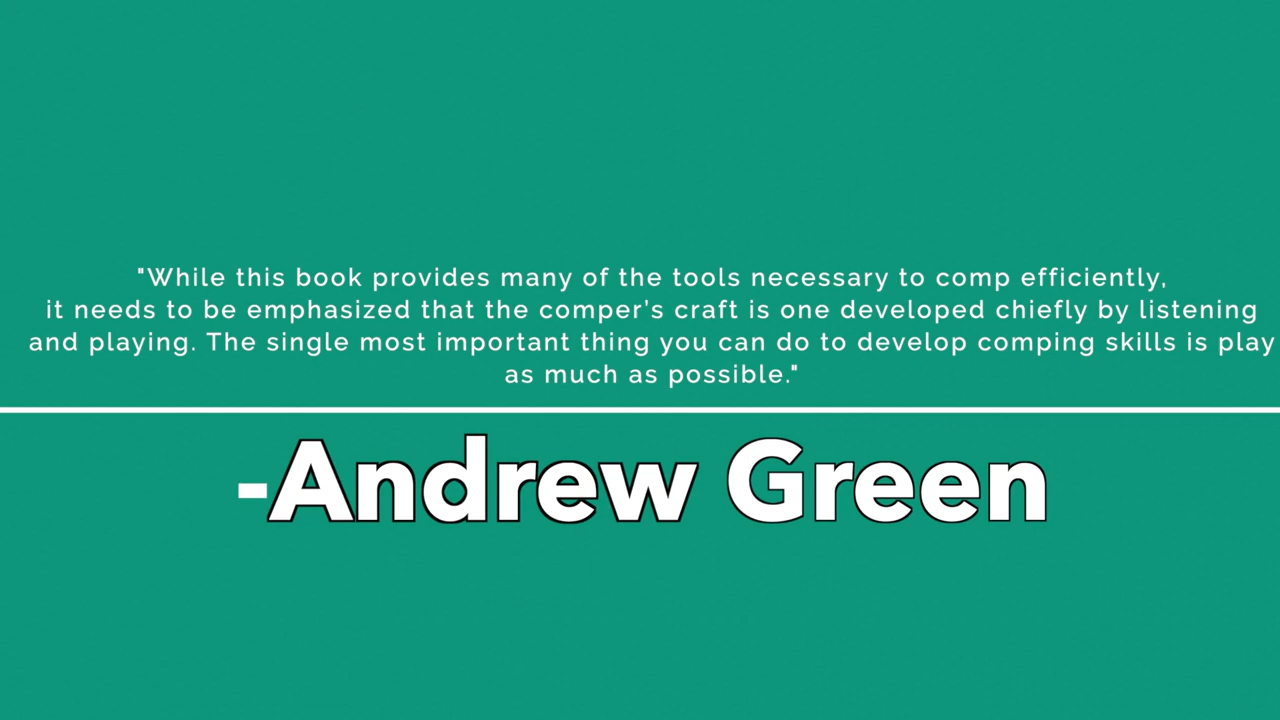 "While this book provides many of the tools necessary to comp efficiently,
it needs to be emphasized that the comper's craft is one developed chiefly by listening
and playing. The single most important thing you can do to develop comping skills is play
as much as possible."
-Andrew Green